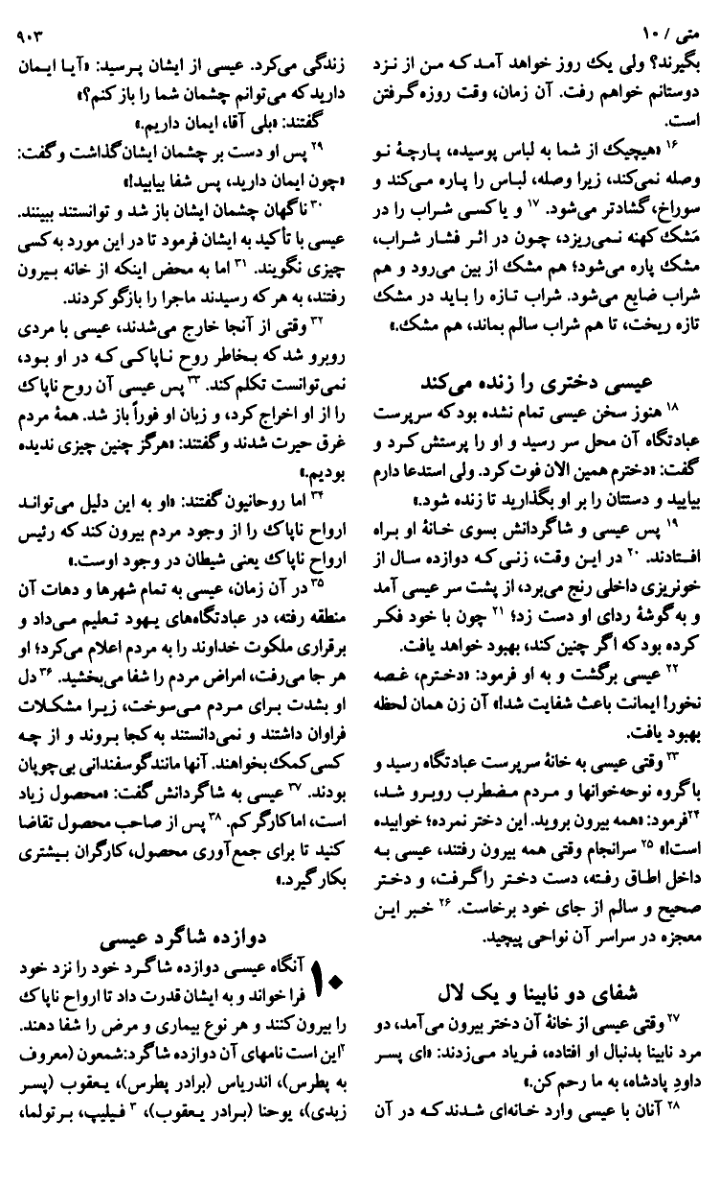 متی / ۱۰
۹۰۳
بگیرند؟ ولی یک روز خواهد آمد که من از نزد
دوستانم خواهم رفت. آن زمان، وقت روزه گرفتن
است.
۱۶ «هیچیک از شما به لباس پوسیده، پارچهٔ نو
وصله نمی‌کند، زیرا وصله، لباس را پاره می‌کند و
سوراخ، گشادتر می‌شود. ۱۷ و یا کسی شراب را در
مَشک کهنه نمی‌ریزد، چون در اثر فشار شراب،
مشک پاره می‌شود؛ هم مشک از بین می‌رود و هم
شراب ضایع می‌شود. شراب تازه را باید در مشک
تازه ریخت، تا هم شراب سالم بماند، هم مشک.»
عیسی دختری را زنده می‌کند
۱۸ هنوز سخن عیسی تمام نشده بود که سرپرست
عبادتگاه آن محل سر رسید و او را پرستش کرد و
گفت: «دخترم همین الان فوت کرد. ولی استدعا دارم
بیایید و دستتان را بر او بگذارید تا زنده شود.»
۱۹ پس عیسی و شاگردانش بسوی خانهٔ او براه
افتادند. ۲۰ در این وقت، زنی که دوازده سال از
خونریزی داخلی رنج می‌برد، از پشت سر عیسی آمد
و به گوشهٔ ردای او دست زد؛ ۲۱ چون با خود فکر
کرده بود که اگر چنین کند، بهبود خواهد یافت.
۲۲ عیسی برگشت و به او فرمود: «دخترم، غصه
نخور! ایمانت باعث شفایت شد!» آن زن همان لحظه
بهبود یافت.
۲۳ وقتی عیسی به خانهٔ سرپرست عبادتگاه رسید و
با گروه نوحه‌خوانها و مردم مضطرب روبرو شد،
۲۴ فرمود: «همه بیرون بروید. این دختر نمرده؛ خوابیده
است!» ۲۵ سرانجام وقتی همه بیرون رفتند، عیسی به
داخل اطاق رفته، دست دختر را گرفت، و دختر
صحیح و سالم از جای خود برخاست. ۲۶ خبر این
معجزه در سراسر آن نواحی پیچید.
شفای دو نابینا و یک لال
۲۷ وقتی عیسی از خانهٔ آن دختر بیرون می‌آمد، دو
مرد نابینا بدنبال او افتاده، فریاد می‌زدند: «ای پسر
داودِ پادشاه، به ما رحم کن.»
۲۸ آنان با عیسی وارد خانه‌ای شدند که در آن
زندگی می‌کرد. عیسی از ایشان پرسید: «آیا ایمان
دارید که می‌توانم چشمان شما را باز کنم؟»
گفتند: «بلی آقا، ایمان داریم.»
۲۹ پس او دست بر چشمان ایشان گذاشت و گفت:
«چون ایمان دارید، پس شفا بیابید!»
۳۰ ناگهان چشمان ایشان باز شد و توانستند ببینند.
عیسی با تأکید به ایشان فرمود تا در این مورد به کسی
چیزی نگویند. ۳۱ اما به محض اینکه از خانه بیرون
رفتند، به هر که رسیدند ماجرا را بازگو کردند.
۳۲ وقتی از آنجا خارج می‌شدند، عیسی با مردی
روبرو شد که بخاطر روح ناپاکی که در او بود،
نمی‌توانست تکلم کند. ۳۳ پس عیسی آن روح ناپاک
را از او اخراج کرد، و زبان او فوراً باز شد. همهٔ مردم
غرق حیرت شدند و گفتند: «هرگز چنین چیزی ندیده
بودیم.»
۳۴ اما روحانیون گفتند: «او به این دلیل می‌تواند
ارواح ناپاک را از وجود مردم بیرون کند که رئیس
ارواح ناپاک یعنی شیطان در وجود اوست.»
۳۵ در آن زمان، عیسی به تمام شهرها و دهات آن
منطقه رفته، در عبادتگاه‌های یهود تعلیم می‌داد و
برقراری ملکوت خداوند را به مردم اعلام می‌کرد؛ او
هر جا می‌رفت، امراض مردم را شفا می‌بخشید. ۳۶ دل
او بشدت برای مردم می‌سوخت، زیرا مشکلات
فراوان داشتند و نمی‌دانستند به کجا بروند و از چه
کسی کمک بخواهند. آنها مانند گوسفندانی بی‌چوپان
بودند. ۳۷ عیسی به شاگردانش گفت: «محصول زیاد
است، اما کارگر کم. ۳۸ پس از صاحب محصول تقاضا
کنید تا برای جمع‌آوری محصول، کارگران بیشتری
بکار گیرد.»
دوازده شاگرد عیسی
۱۰ آنگاه عیسی دوازده شاگرد خود را نزد خود
فرا خواند و به ایشان قدرت داد تا ارواح ناپاک
را بیرون کنند و هر نوع بیماری و مرض را شفا دهند.
۲ این است نامهای آن دوازده شاگرد: شمعون (معروف
به پطرس)، اندریاس (برادر پطرس)، یعقوب (پسر
زبدی)، یوحنا (برادر یعقوب)، ۳ فیلیپ، برتولما،